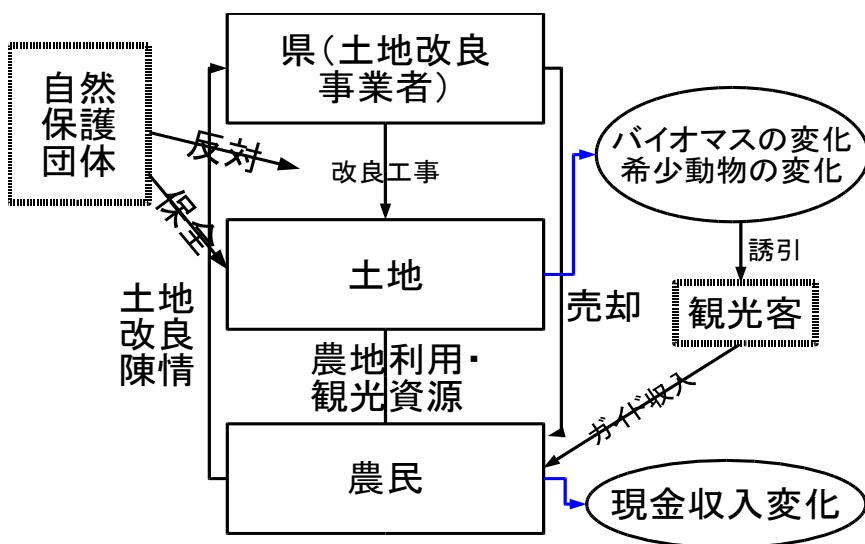 県（土地改良
事業者）
自然
保護
団体
反対
保全
改良工事
バイオマスの変化
希少動物の変化
誘引
土地
売却
観光客
土地
改良
陳情
農地利用・
観光資源
ガイド収入
農民
現金収入変化